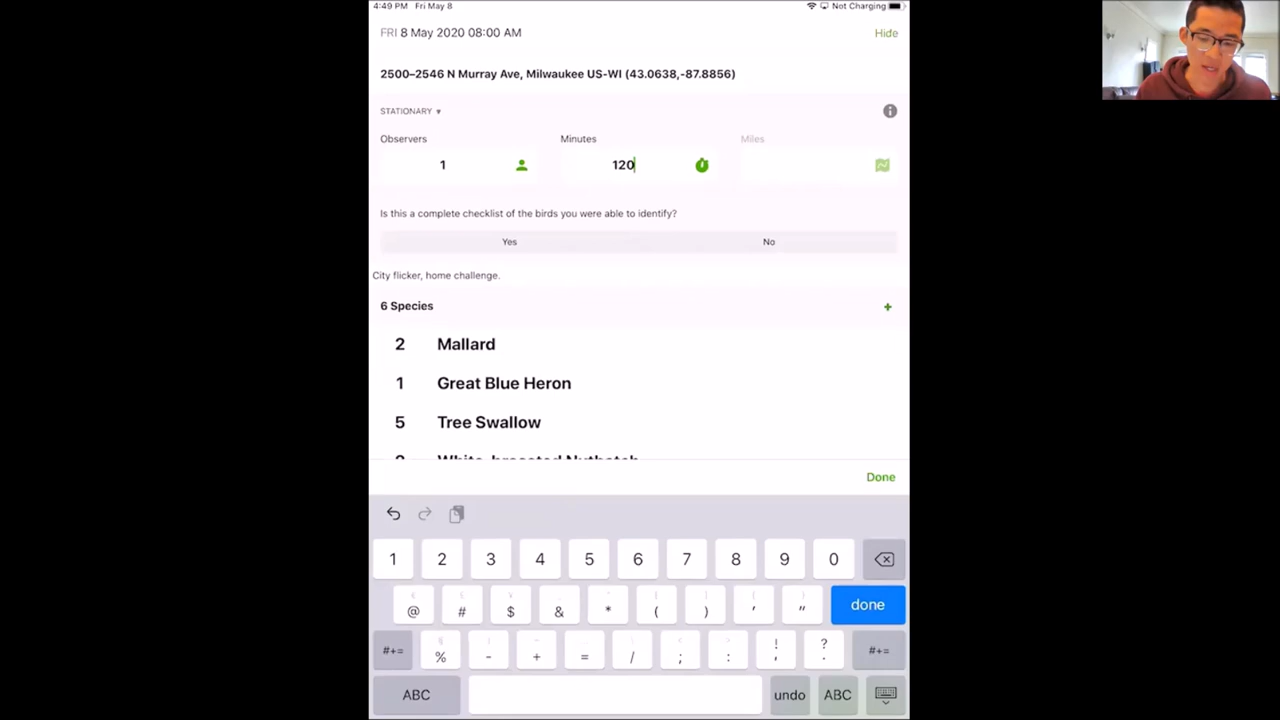 4:49 PM Fri May 8
Not Charging
FRI 8 May 2020 08:00 AM
Hide
2500–2546 N Murray Ave, Milwaukee US-WI (43.0638,-87.8856)
STATIONARY ▾
Observers Minutes Miles
1 120
Is this a complete checklist of the birds you were able to identify?
Yes No
City flicker, home challenge.
6 Species +
2 Mallard
1 Great Blue Heron
5 Tree Swallow
White-breasted Nuthatch
Done
1 2 3 4 5 6 7 8 9 0
@ # $ & * ( ) ' " done
#+= % - + = / ; : ! , ? . #+=
ABC undo ABC